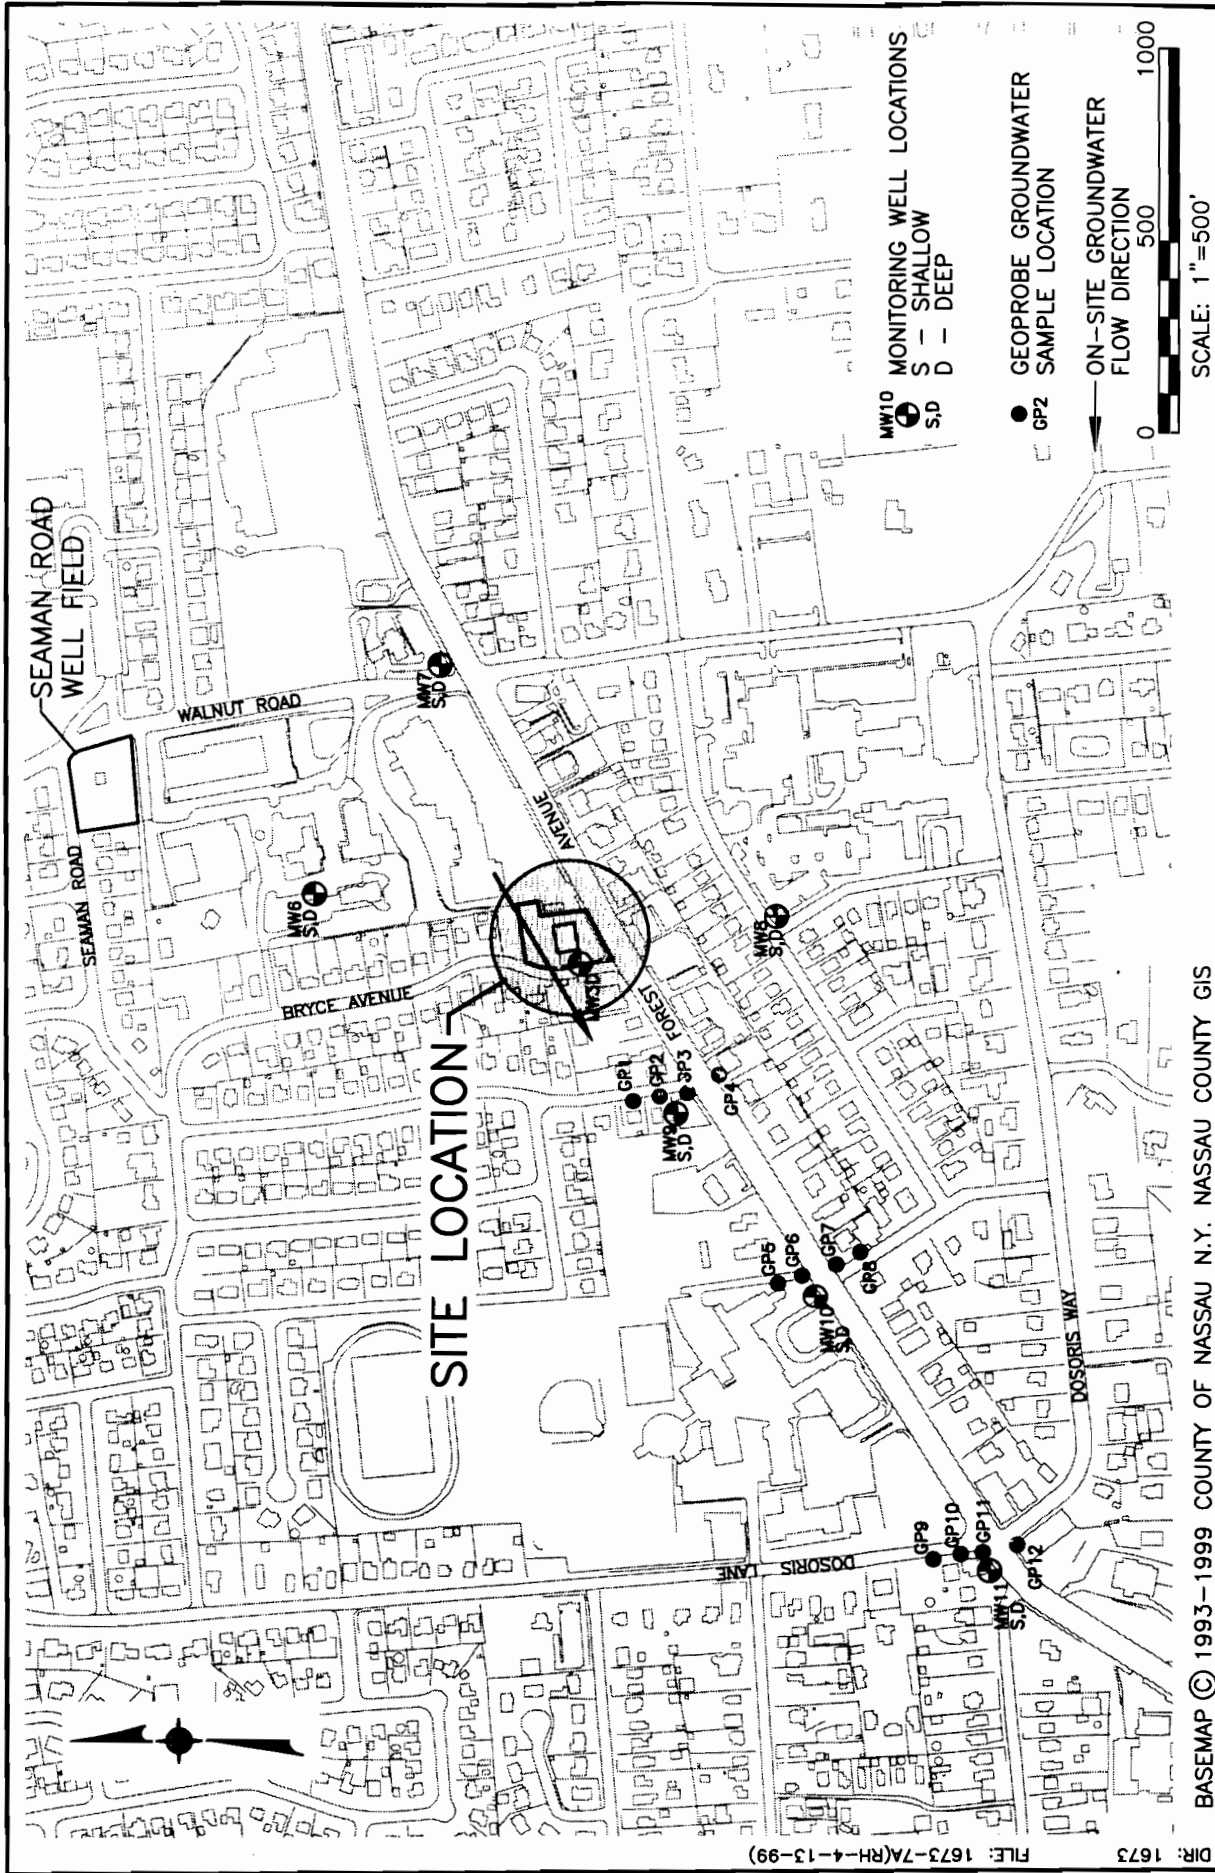 SEAMAN ROAD
WELL FIELD
WALNUT ROAD
SEAMAN ROAD
MW7
S,D
MW6
S,D
BRYCE AVENUE
AVENUE
SITE LOCATION
FOREST
GP1
GP2
GP3
GP4
MW9
S,D
MW8
S,D
GP5
GP6
GP7
GP8
MW10
S,D
DOSORIS WAY
DOSORIS LANE
GP9
GP10
GP11
GP12
MW11
S,D
MW10
S,D
MONITORING WELL LOCATIONS
S – SHALLOW
D – DEEP
GP2
GEOPROBE GROUNDWATER
SAMPLE LOCATION
ON-SITE GROUNDWATER
FLOW DIRECTION
0 500 1000
SCALE: 1"=500'
BASEMAP © 1993–1999 COUNTY OF NASSAU N.Y. NASSAU COUNTY GIS
DIR: 1673
FILE: 1673-7A(RH-4-13-99)